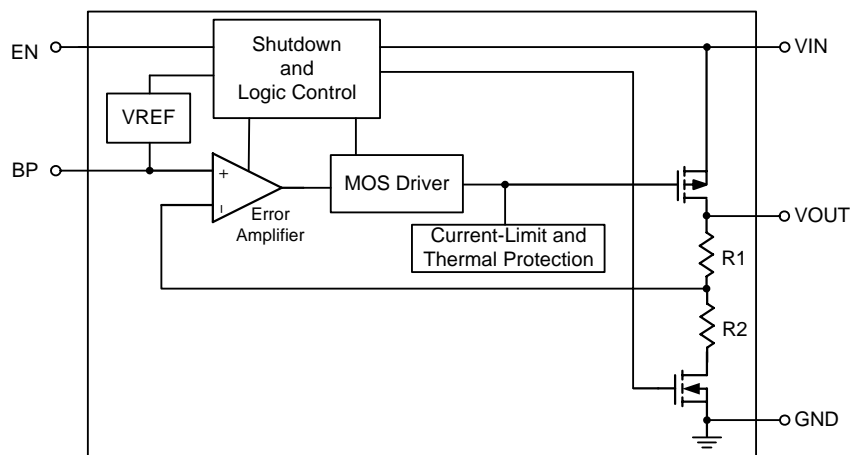 EN
Shutdown
and
Logic Control
VIN
VREF
BP
+
−
Error
Amplifier
MOS Driver
Current-Limit and
Thermal Protection
VOUT
R1
R2
GND